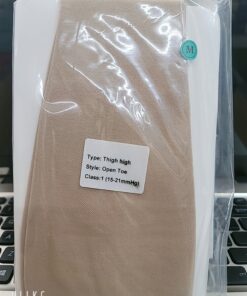 M
Type: Thigh high
Style: Open Toe
Class:1 (15-21mmHg)